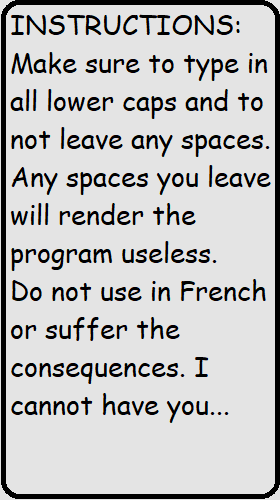 INSTRUCTIONS:
Make sure to type in
all lower caps and to
not leave any spaces.
Any spaces you leave
will render the
program useless.
Do not use in French
or suffer the
consequences. I
cannot have you...